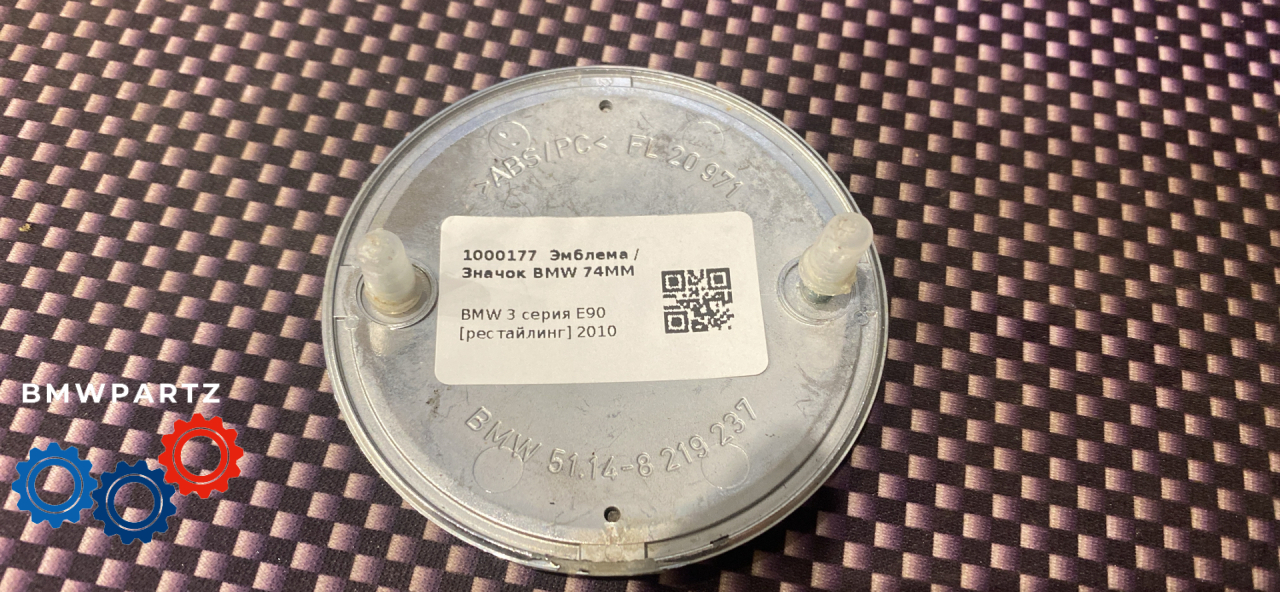 >ABS/PC< FL 20 971
1000177 Эмблема /
Значок BMW 74MM
BMW 3 серия E90
[рестайлинг] 2010
BMW 51.14-8 219 237
BMWPARTZ